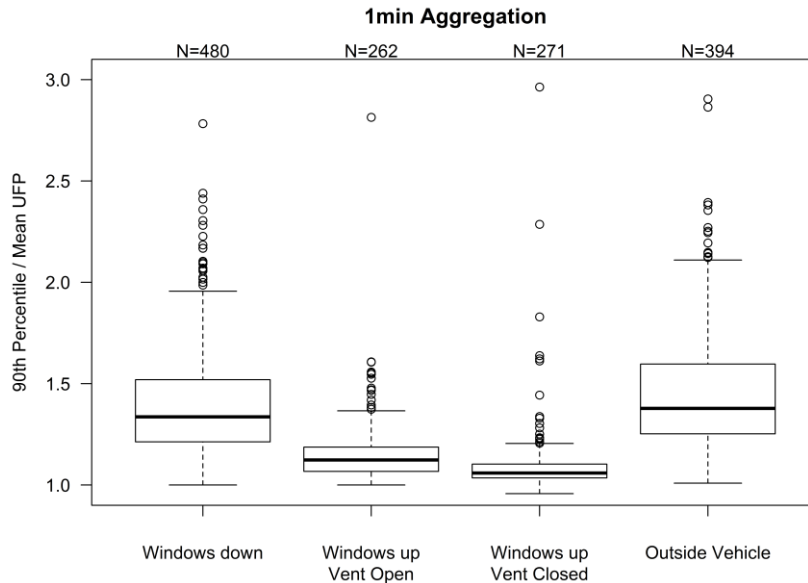 1min Aggregation
N=480 N=262 N=271 N=394
90th Percentile / Mean UFP
3.0
2.5
2.0
1.5
1.0
Windows down Windows up Windows up Outside Vehicle
Vent Open Vent Closed